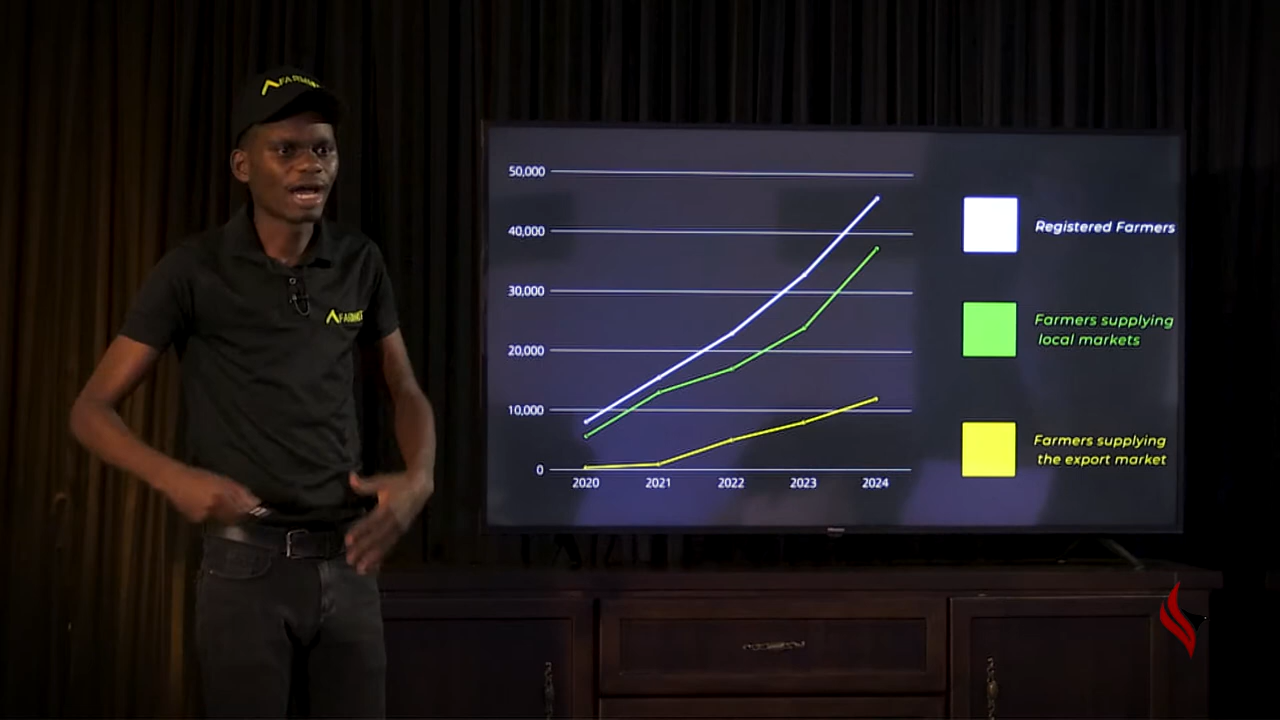 50,000
40,000
30,000
20,000
10,000
0
2020 2021 2022 2023 2024
Registered Farmers
Farmers supplying
local markets
Farmers supplying
the export market